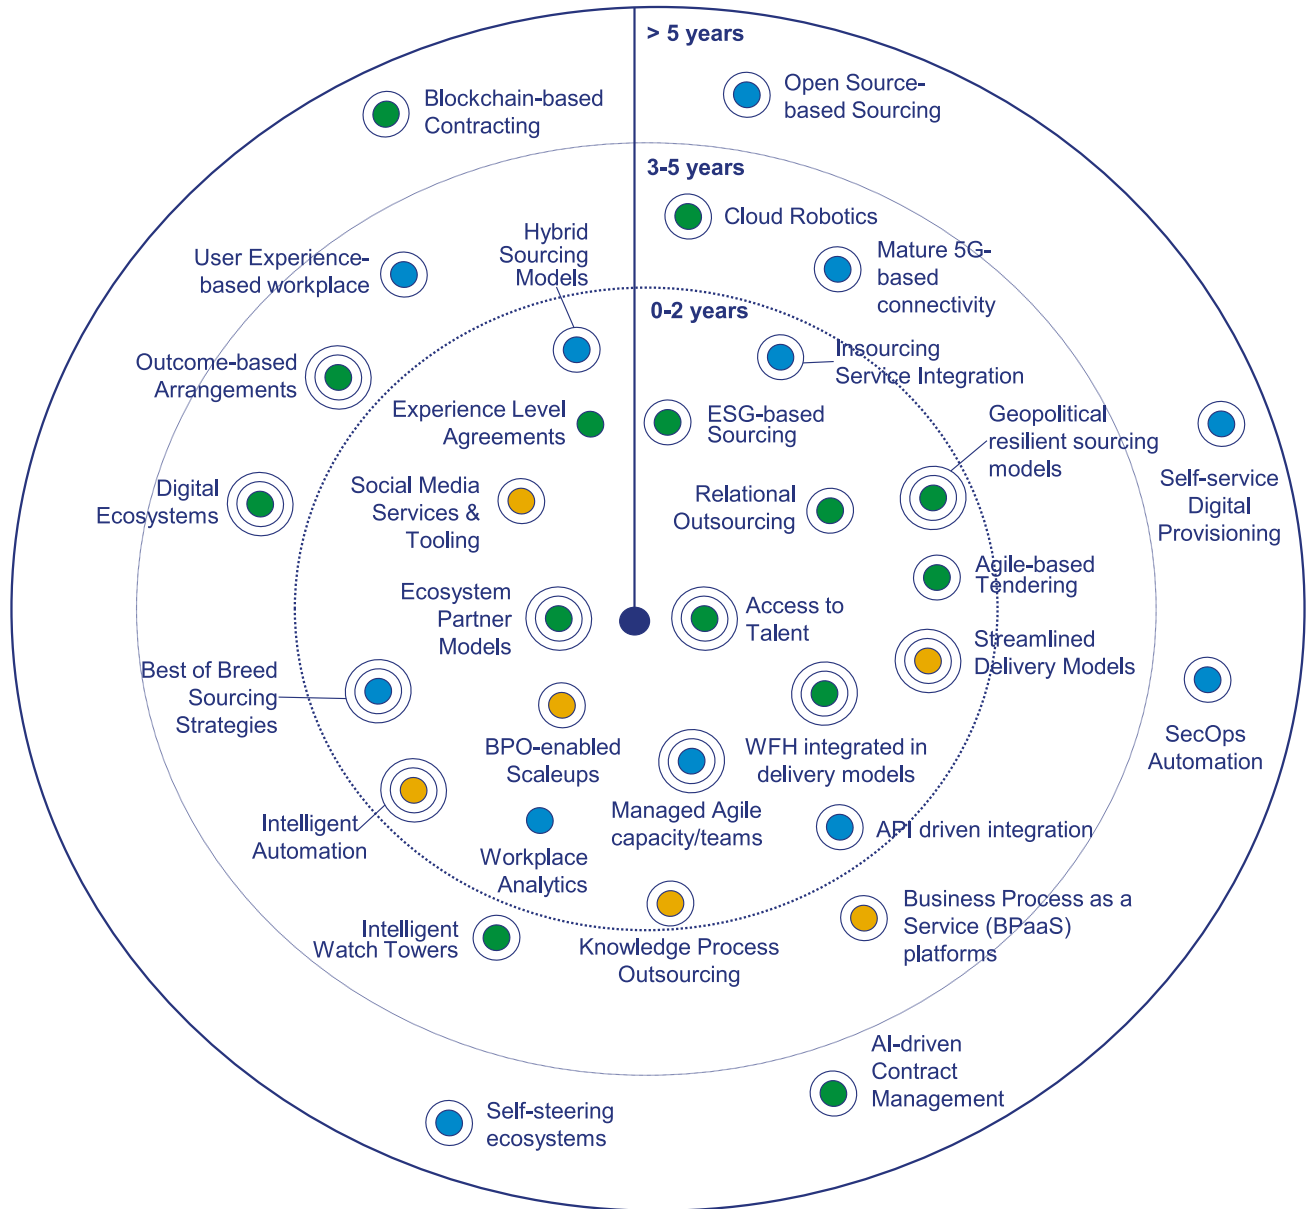 > 5 years
Blockchain-based
Contracting
Open Source-
based Sourcing
3-5 years
Cloud Robotics
Hybrid
Sourcing
Models
User Experience-
based workplace
Mature 5G-
based
connectivity
0-2 years
Outcome-based
Arrangements
Insourcing
Service Integration
Experience Level
Agreements
ESG-based
Sourcing
Geopolitical
resilient sourcing
models
Digital
Ecosystems
Social Media
Services &
Tooling
Relational
Outsourcing
Self-service
Digital
Provisioning
Agile-based
Tendering
Ecosystem
Partner
Models
Access to
Talent
Streamlined
Delivery Models
Best of Breed
Sourcing
Strategies
BPO-enabled
Scaleups
WFH integrated in
delivery models
SecOps
Automation
Intelligent
Automation
Managed Agile
capacity/teams
API driven integration
Workplace
Analytics
Intelligent
Watch Towers
Knowledge Process
Outsourcing
Business Process as a
Service (BPaaS)
platforms
AI-driven
Contract
Management
Self-steering
ecosystems